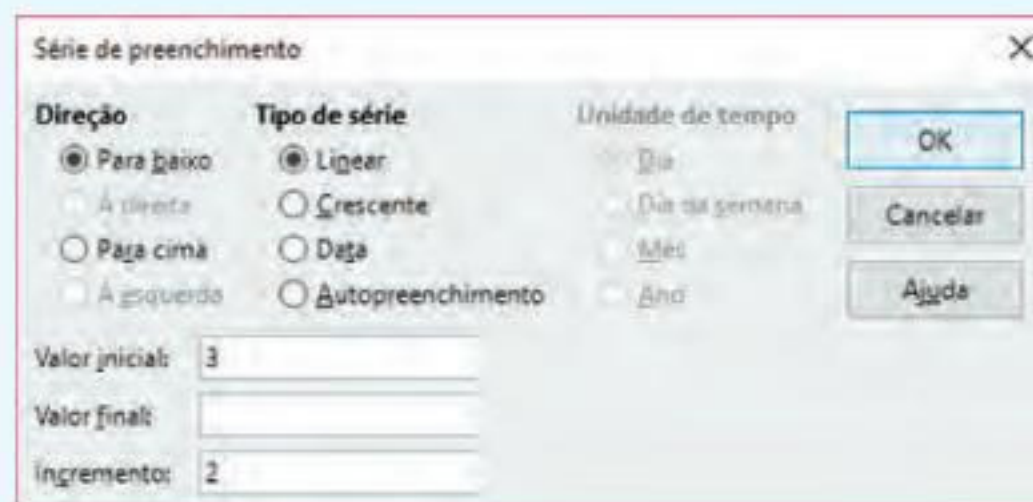 Série de preenchimento
Direção Tipo de série Unidade de tempo
Para baixo Linear Dia OK
À direita Crescente Dia da semana Cancelar
Para cima Data Mês
À esquerda Autopreenchimento Ano Ajuda
Valor inicial: 3
Valor final:
Incremento: 2